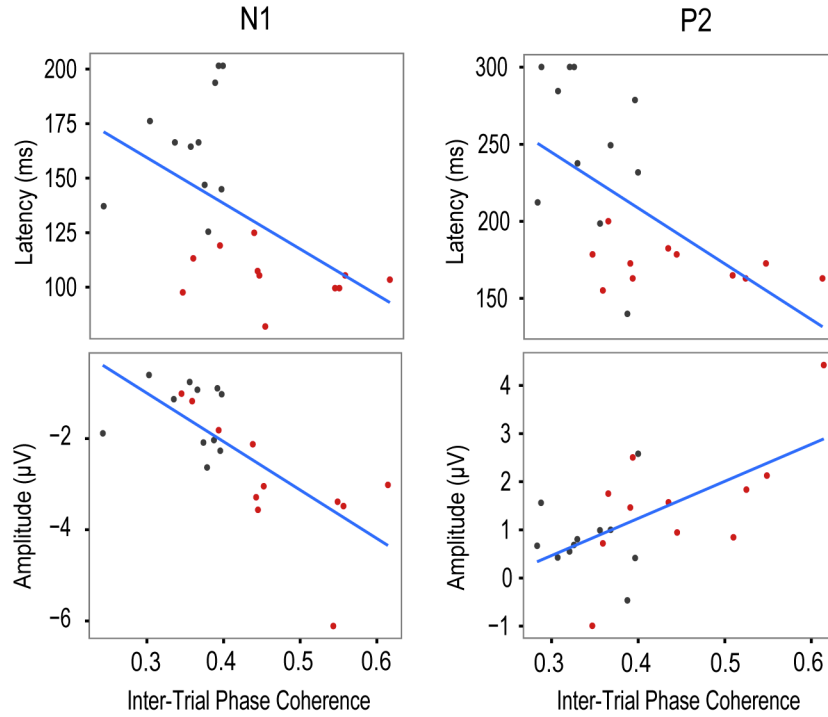 N1
P2
Latency (ms)
200
175
150
125
100
Latency (ms)
300
250
200
150
Amplitude (µV)
−2
−4
−6
0.3 0.4 0.5 0.6
Inter-Trial Phase Coherence
Amplitude (µV)
4
3
2
1
0
−1
0.3 0.4 0.5 0.6
Inter-Trial Phase Coherence